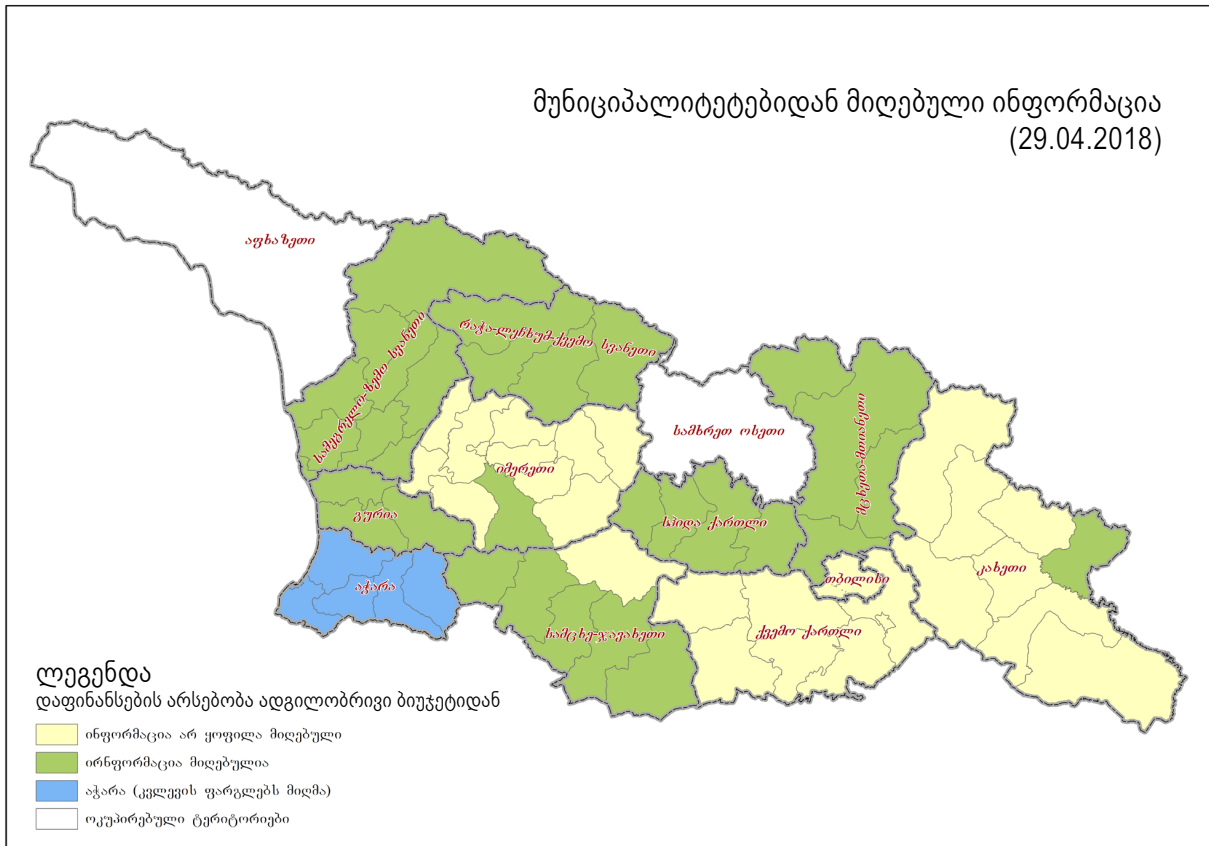 მუნიციპალიტეტებიდან მიღებული ინფორმაცია
(29.04.2018)
აფხაზეთი
სამეგრელო-ზემო სვანეთი
რაჭა-ლეჩხუმ-ქვემო სვანეთი
სამხრეთ ოსეთი
მცხეთა-მთიანეთი
იმერეთი
გურია
შიდა ქართლი
თბილისი
კახეთი
აჭარა
სამცხე-ჯავახეთი
ქვემო ქართლი
ლეგენდა
დაფინანსების არსებობა ადგილობრივი ბიუჯეტიდან
ინფორმაცია არ ყოფილა მიღებული
ირნფორმაცია მიღებულია
აჭარა (კვლევის ფარგლებს მიღმა)
ოკუპირებული ტერიტორიები